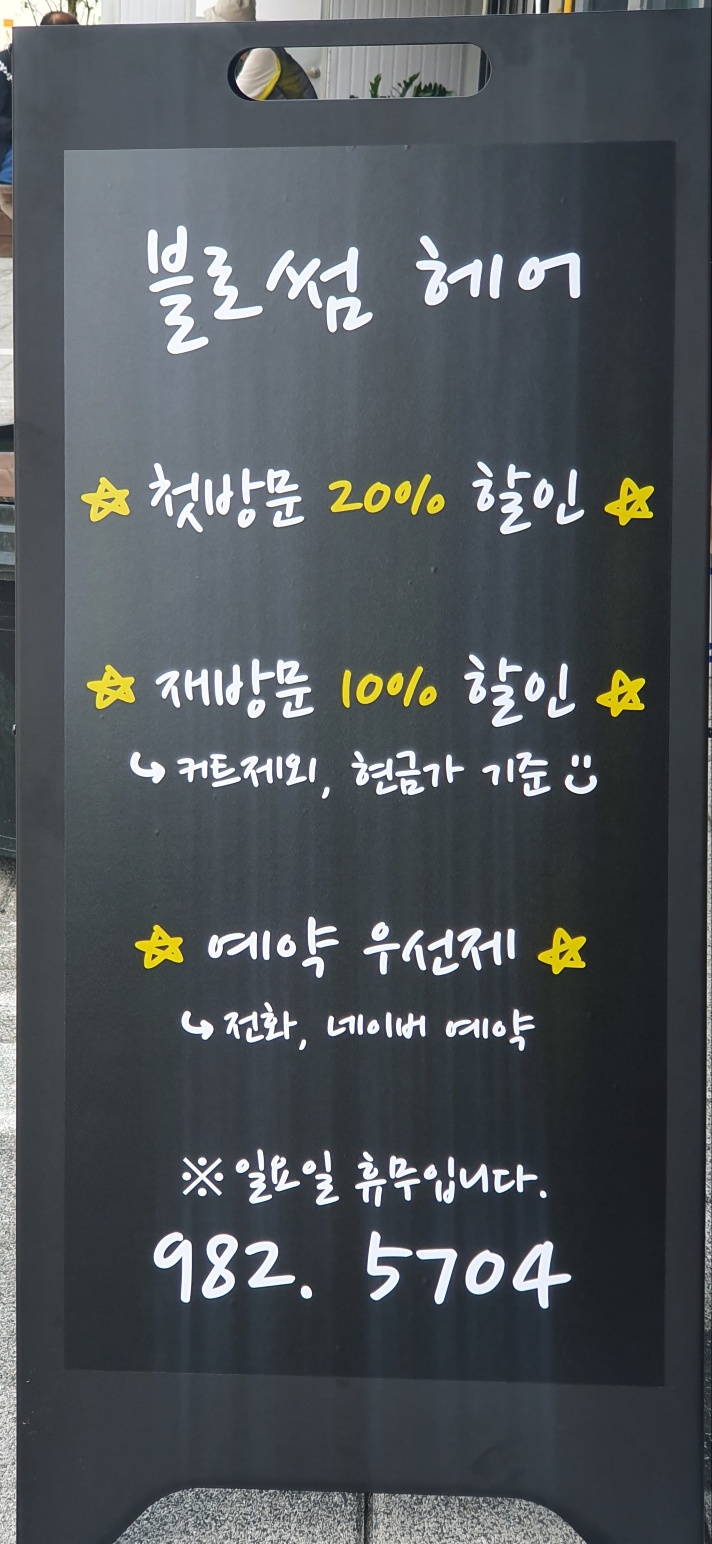 블로썸 헤어
☆ 첫방문 20% 할인 ☆
☆ 재방문 10% 할인 ☆
↳ 커트제외, 현금가 기준 :)
☆ 예약 우선제 ☆
↳ 전화, 네이버 예약
※ 일요일 휴무입니다.
982. 5704